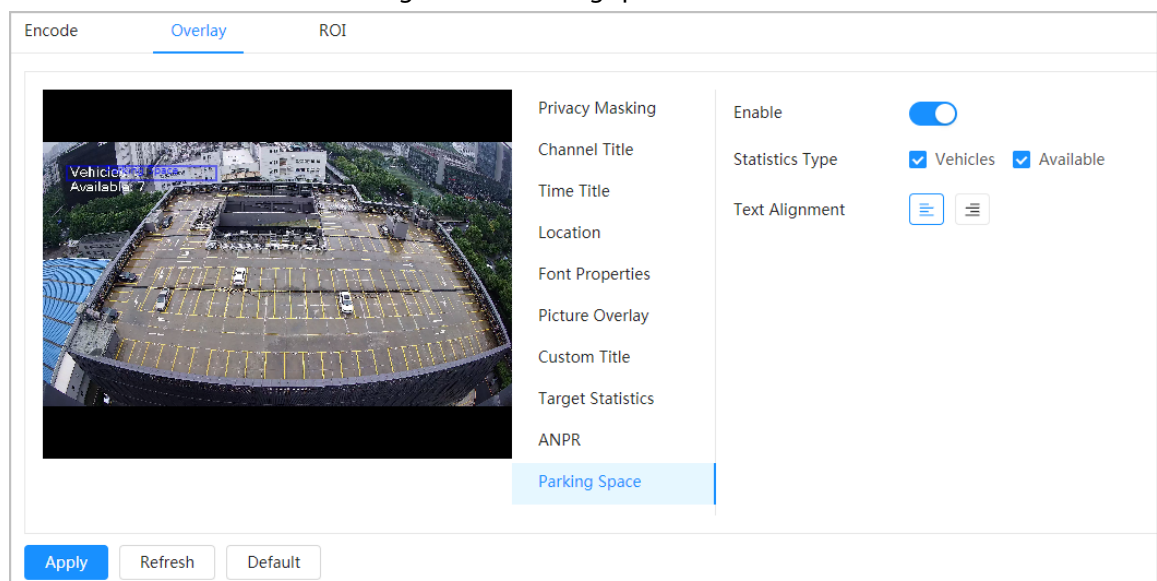 Encode Overlay ROI
Privacy Masking
Channel Title
Time Title
Location
Font Properties
Picture Overlay
Custom Title
Target Statistics
ANPR
Parking Space
Enable
Statistics Type Vehicles Available
Text Alignment
Available: 7
Apply Refresh Default